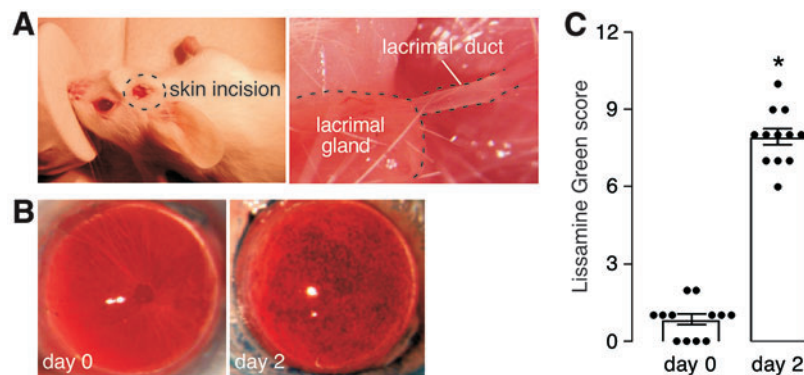 A
skin incision
lacrimal duct
lacrimal
gland
B
day 0
day 2
C
Lissamine Green score
12
9
6
3
0
*
day 0
day 2